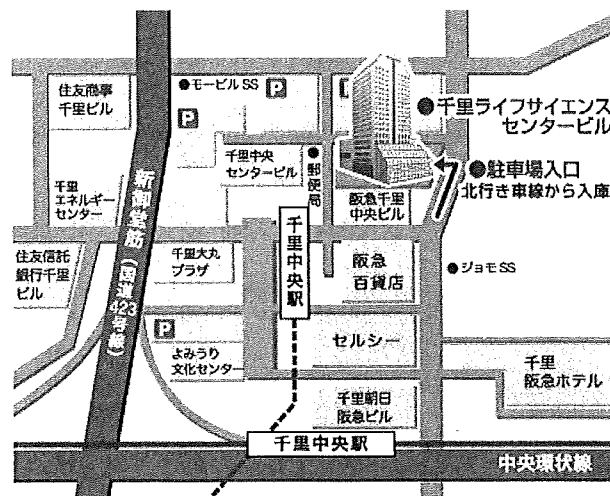 住友商事
千里ビル
●モービルSS
P
P
P
●千里ライフサイエンス
センタービル
千里中央
センタービル
●郵便局
●駐車場入口
北行き車線から入庫
千里
エネルギー
センター
阪急千里
中央ビル
新御堂筋(国道423号線)
千里中央駅
住友信託
銀行千里
ビル
千里大丸
プラザ
阪急
百貨店
●ジョモSS
P
よみうり
文化センター
セルシー
千里
阪急ホテル
千里朝日
阪急ビル
千里中央駅
中央環状線